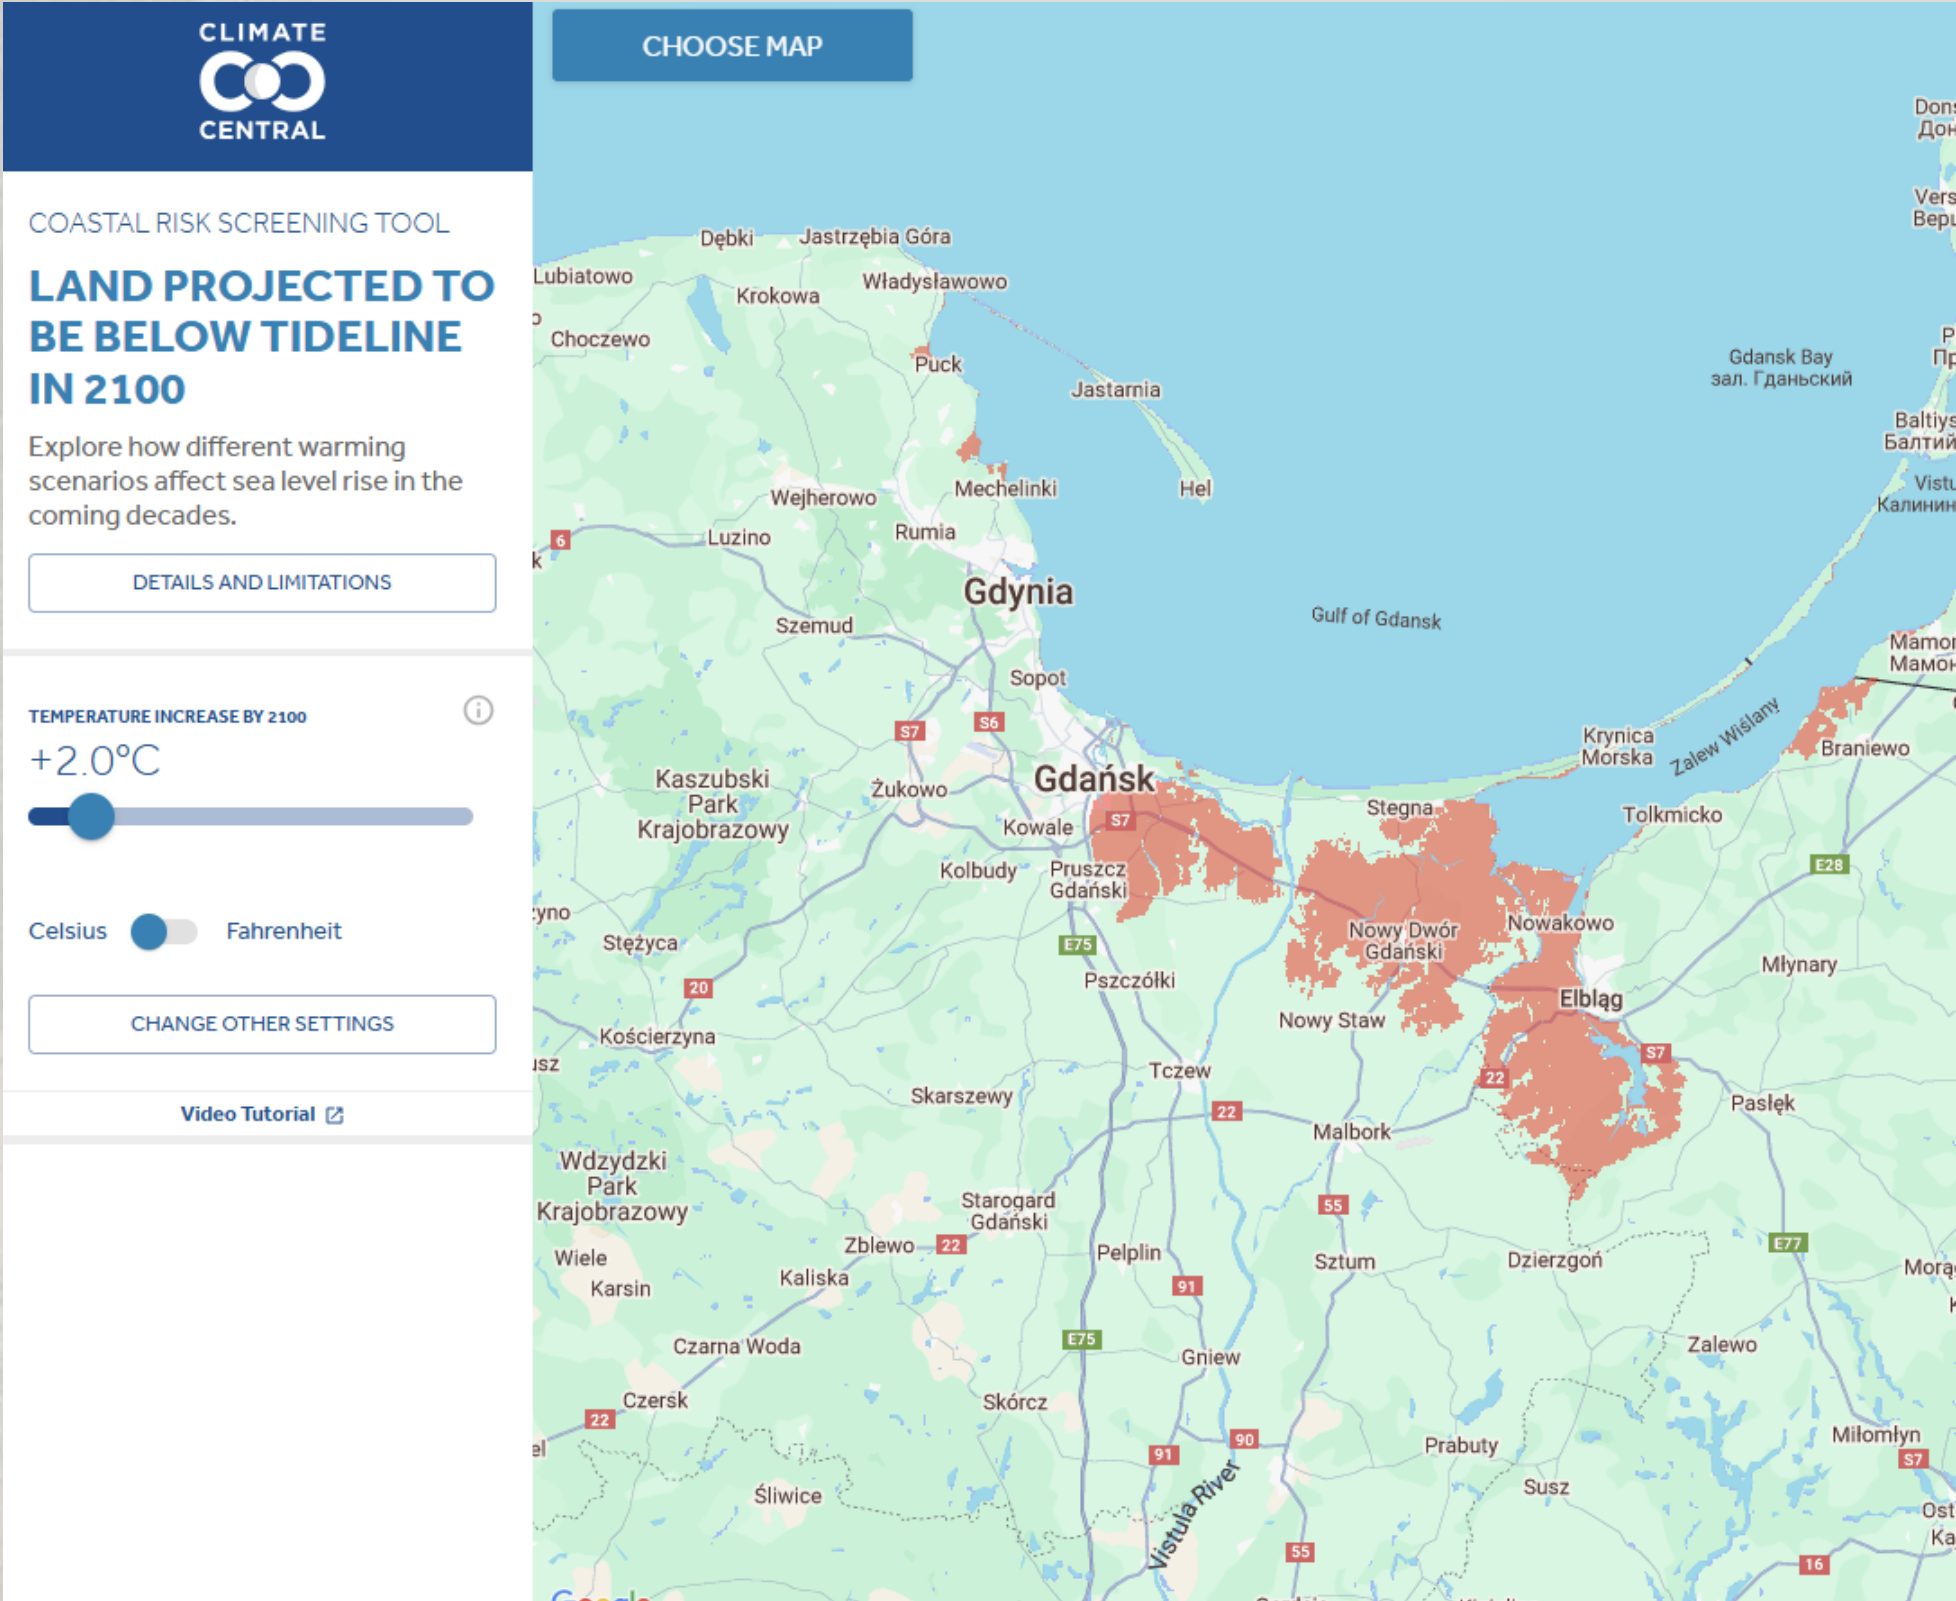 CLIMATE
CENTRAL
COASTAL RISK SCREENING TOOL
LAND PROJECTED TO
BE BELOW TIDELINE
IN 2100
Explore how different warming
scenarios affect sea level rise in the
coming decades.
DETAILS AND LIMITATIONS
TEMPERATURE INCREASE BY 2100
+2.0°C
Celsius
Fahrenheit
CHANGE OTHER SETTINGS
Video Tutorial
CHOOSE MAP
Dębki
Jastrzębia Góra
Lubiatowo
Władysławowo
Krokowa
Choczewo
Puck
Jastarnia
Gdansk Bay
зал. Гданьский
Hel
Mechelinki
Wejherowo
Rumia
Luzino
6
Gdynia
Gulf of Gdansk
Szemud
Sopot
S7
S6
Krynica
Morska
Zalew Wiślany
Braniewo
Gdańsk
Kaszubski
Park
Krajobrazowy
Żukowo
Stegna
Tolkmicko
S7
Kowale
E28
Kolbudy
Pruszcz
Gdański
Stężyca
E75
Nowy Dwór
Gdański
Nowakowo
Młynary
20
Pszczółki
Elbląg
Nowy Staw
Kościerzyna
S7
Tczew
22
Skarszewy
22
Pasłęk
Malbork
Wdzydzki
Park
Krajobrazowy
Starogard
Gdański
55
Zblewo
22
Pelplin
Sztum
Dzierzgoń
E77
Wiele
Kaliska
Karsin
91
E75
Czarna Woda
Gniew
Zalewo
Czersk
Skórcz
22
90
91
Prabuty
Miłomłyn
S7
Śliwice
Susz
Vistula River
55
16